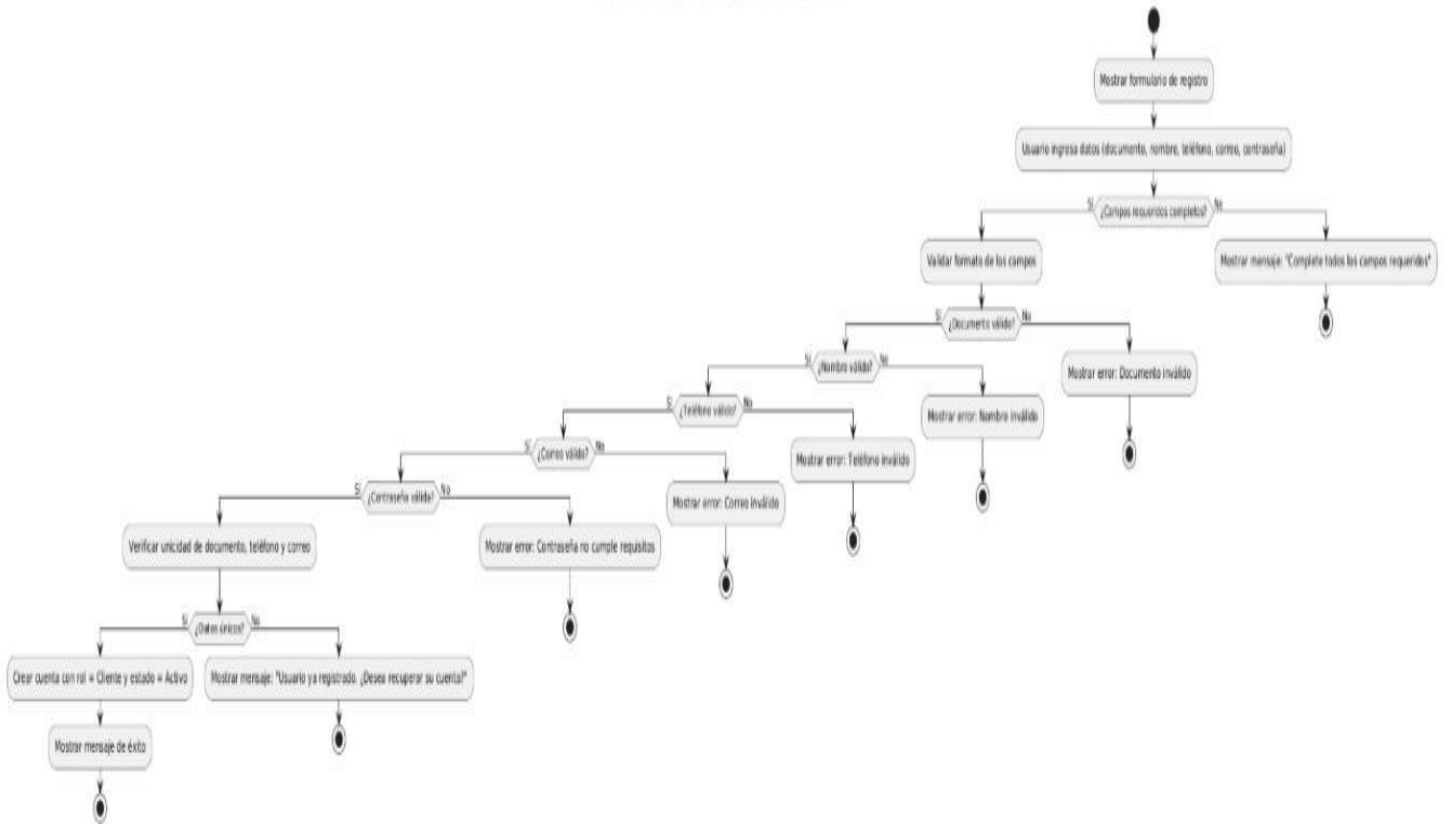 Mostrar formulario de registro
Usuario ingresa datos (documento, nombre, teléfono, correo, contraseña)
Sí
¿Campos requeridos completos?
No
Validar formato de los campos
Mostrar mensaje: "Complete todos los campos requeridos"
Sí
¿Documento válido?
No
Sí
¿Nombre válido?
No
Mostrar error: Documento inválido
Sí
¿Teléfono válido?
No
Mostrar error: Nombre inválido
Sí
¿Correo válido?
No
Mostrar error: Teléfono inválido
Sí
¿Contraseña válida?
No
Mostrar error: Correo inválido
Verificar unicidad de documento, teléfono y correo
Mostrar error: Contraseña no cumple requisitos
Sí
¿Datos únicos?
No
Crear cuenta con rol = Cliente y estado = Activo
Mostrar mensaje: "Usuario ya registrado. ¿Desea recuperar su cuenta?"
Mostrar mensaje de éxito